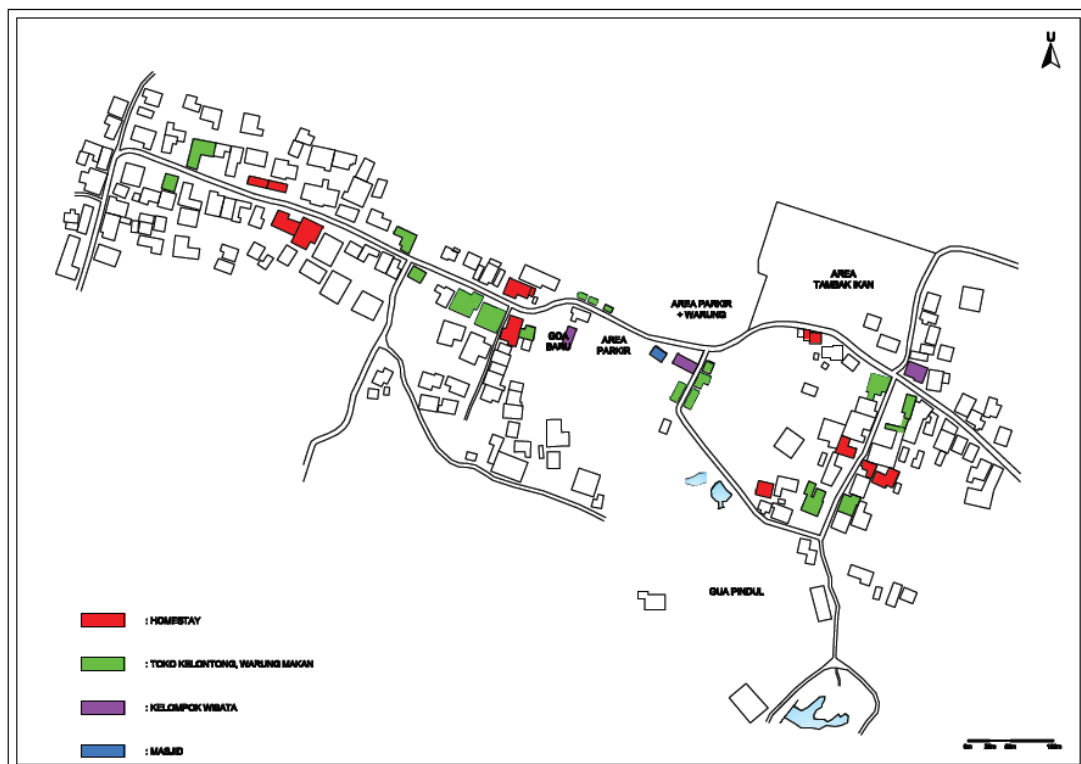 U
AREA
TAMBAK IKAN
AREA PARKIR
+ WARUNG
GOA
BARU
AREA
PARKIR
GUA PINDUL
: HOMESTAY
: TOKO KELONTONG, WARUNG MAKAN
: KELOMPOK WISATA
: MASJID